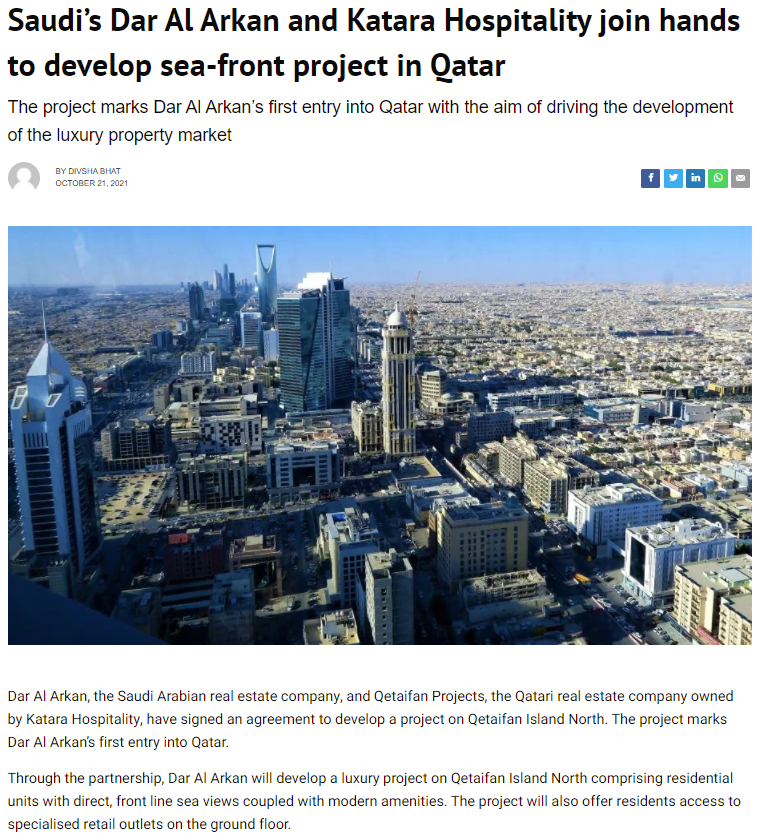 Saudi’s Dar Al Arkan and Katara Hospitality join hands
to develop sea-front project in Qatar
The project marks Dar Al Arkan’s first entry into Qatar with the aim of driving the development
of the luxury property market
BY DIVSHA BHAT
OCTOBER 21, 2021
Dar Al Arkan, the Saudi Arabian real estate company, and Qetaifan Projects, the Qatari real estate company owned
by Katara Hospitality, have signed an agreement to develop a project on Qetaifan Island North. The project marks
Dar Al Arkan’s first entry into Qatar.
Through the partnership, Dar Al Arkan will develop a luxury project on Qetaifan Island North comprising residential
units with direct, front line sea views coupled with modern amenities. The project will also offer residents access to
specialised retail outlets on the ground floor.